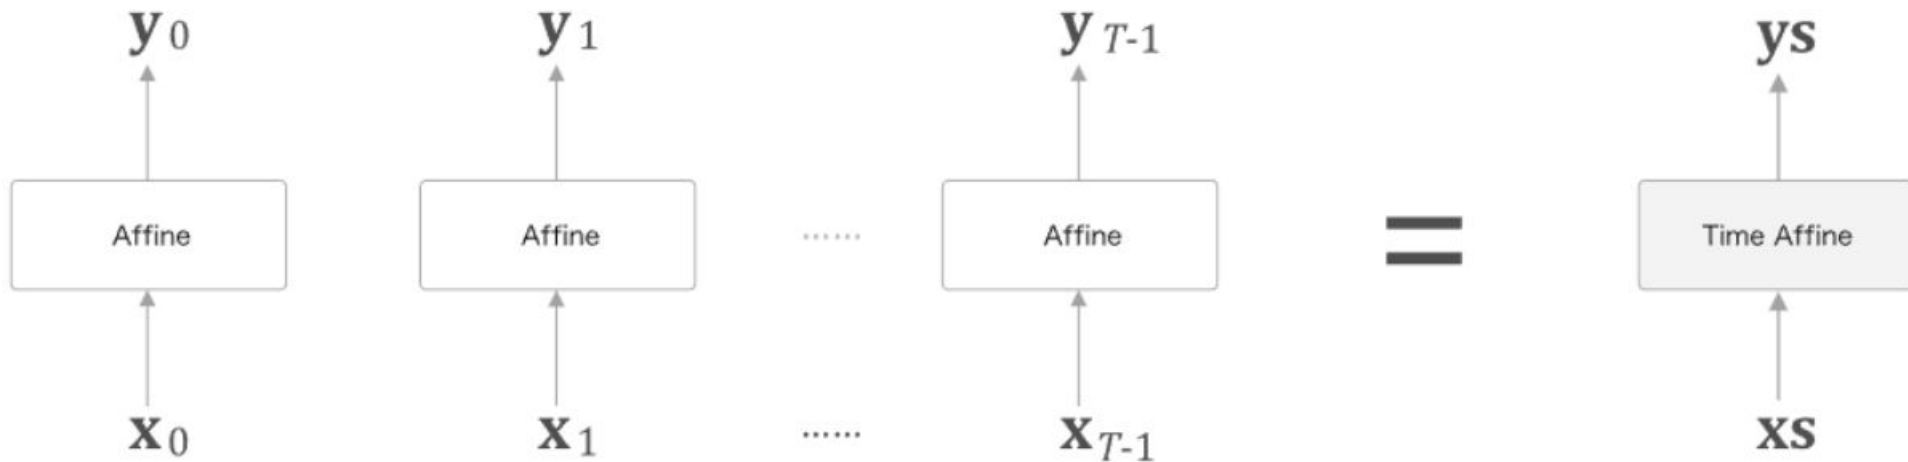 y0 y1 yT-1 ys
Affine Affine ...... Affine = Time Affine
x0 x1 ...... xT-1 xs